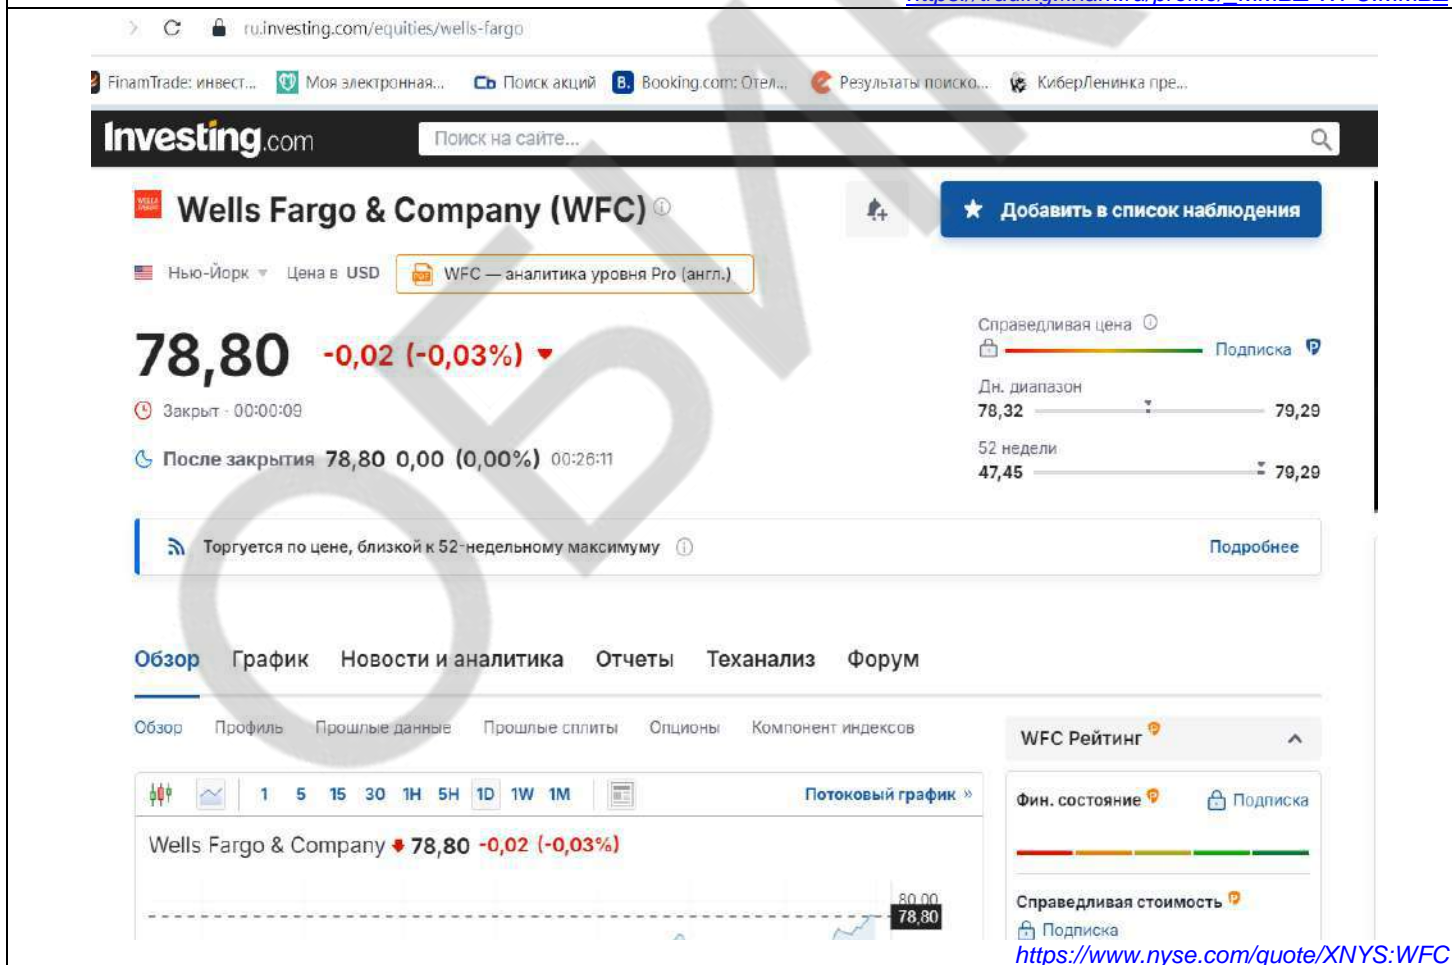 ru.investing.com/equities/wells-fargo
FinamTrade: инвест... Моя электронная... Cb Поиск акций B. Booking.com: Отел... Результаты поиско... КиберЛенинка пре...
Investing.com Поиск на сайте...
Wells Fargo & Company (WFC) Добавить в список наблюдения
Нью-Йорк Цена в USD WFC — аналитика уровня Pro (англ.)
78,80 -0,02 (-0,03%)
Справедливая цена
Подписка
Закрыт · 00:00:09
Дн. диапазон
78,32 79,29
После закрытия 78,80 0,00 (0,00%) 00:26:11
52 недели
47,45 79,29
Торгуется по цене, близкой к 52-недельному максимуму Подробнее
Обзор График Новости и аналитика Отчеты Теханализ Форум
Обзор Профиль Прошлые данные Прошлые сплиты Опционы Компонент индексов
WFC Рейтинг
1 5 15 30 1H 5H 1D 1W 1M Потоковый график »
Фин. состояние Подписка
Wells Fargo & Company 78,80 -0,02 (-0,03%)
80,00
78,80
Справедливая стоимость
Подписка
https://www.nyse.com/quote/XNYS:WFC